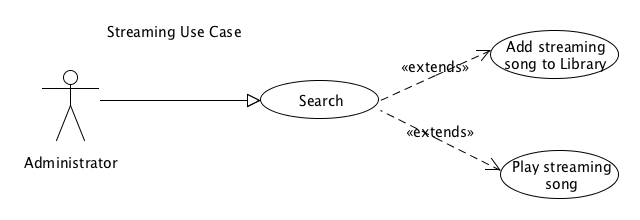 Streaming Use Case
Administrator
Search
«extends»
Add streaming
song to Library
«extends»
Play streaming
song